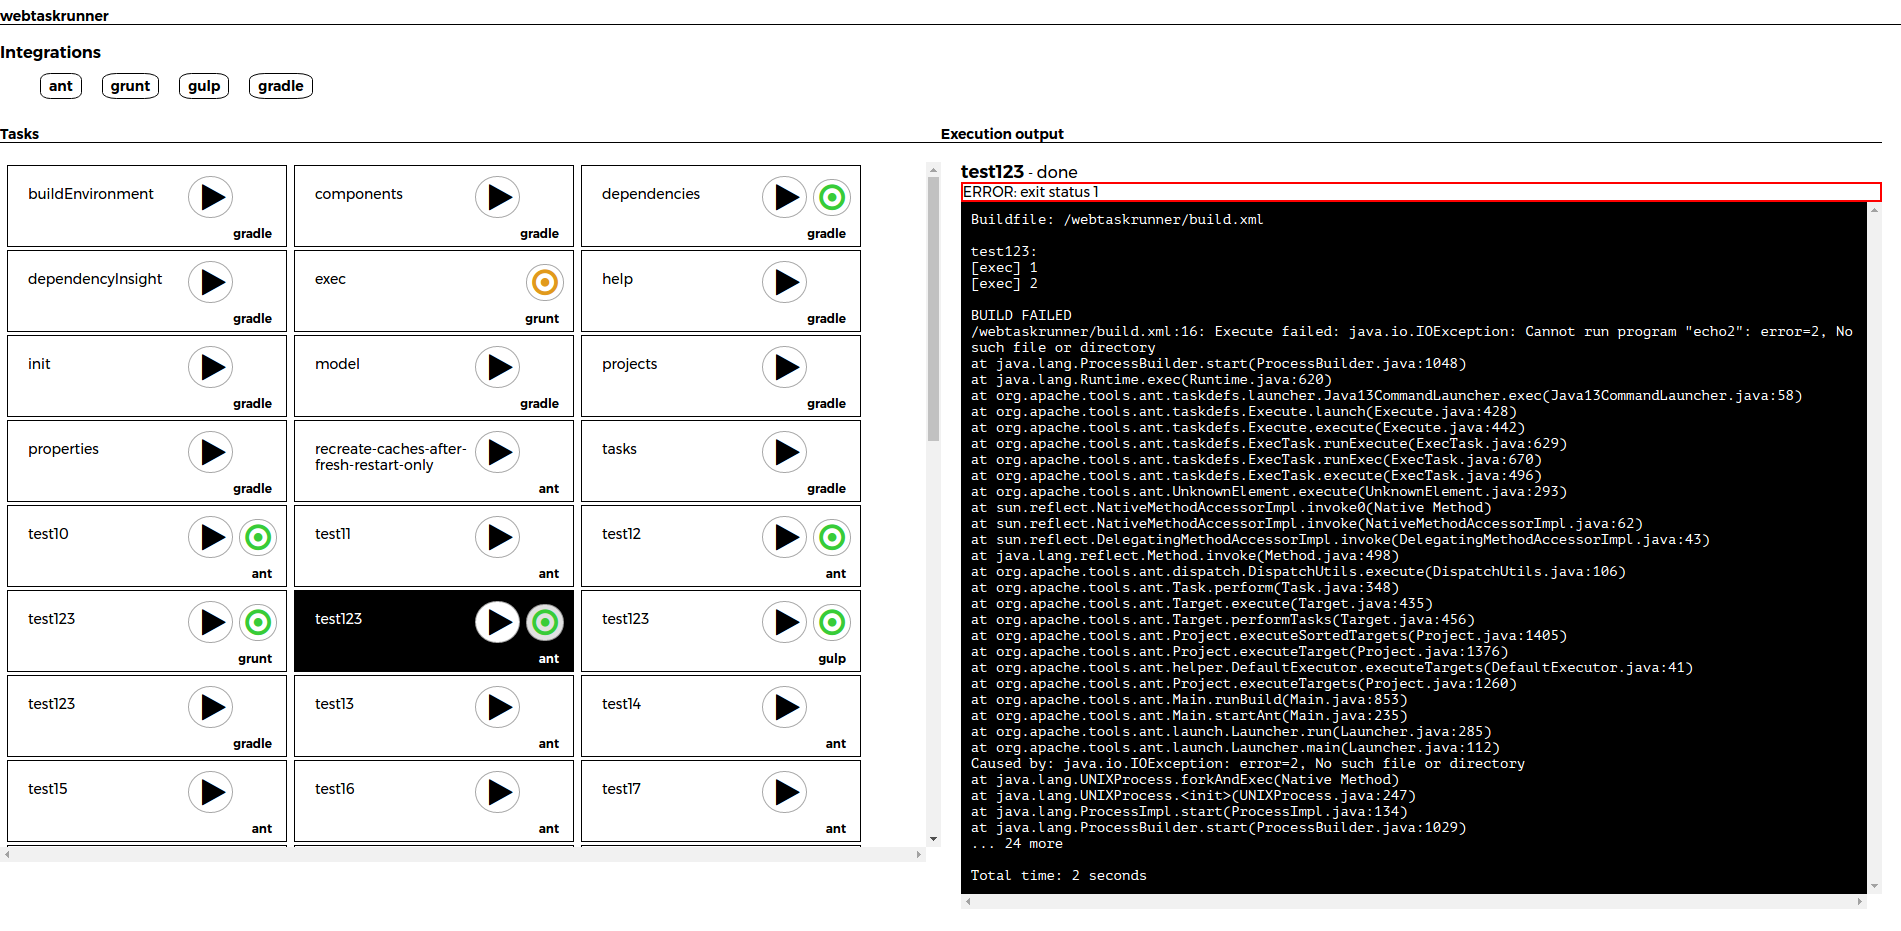 webtaskrunner
Integrations
ant
grunt
gulp
gradle
Tasks
buildEnvironment
gradle
components
gradle
dependencies
gradle
dependencyInsight
gradle
exec
grunt
help
gradle
init
gradle
model
gradle
projects
gradle
properties
gradle
recreate-caches-after-
fresh-restart-only
ant
tasks
gradle
test10
ant
test11
ant
test12
ant
test123
grunt
test123
ant
test123
gulp
test123
gradle
test13
ant
test14
ant
test15
ant
test16
ant
test17
ant
Execution output
test123 - done
ERROR: exit status 1
Buildfile: /webtaskrunner/build.xml
test123:
[exec] 1
[exec] 2
BUILD FAILED
/webtaskrunner/build.xml:16: Execute failed: java.io.IOException: Cannot run program "echo2": error=2, No
such file or directory
at java.lang.ProcessBuilder.start(ProcessBuilder.java:1048)
at java.lang.Runtime.exec(Runtime.java:620)
at org.apache.tools.ant.taskdefs.launcher.Java13CommandLauncher.exec(Java13CommandLauncher.java:58)
at org.apache.tools.ant.taskdefs.Execute.launch(Execute.java:428)
at org.apache.tools.ant.taskdefs.Execute.execute(Execute.java:442)
at org.apache.tools.ant.taskdefs.ExecTask.runExecute(ExecTask.java:629)
at org.apache.tools.ant.taskdefs.ExecTask.runExec(ExecTask.java:670)
at org.apache.tools.ant.taskdefs.ExecTask.execute(ExecTask.java:496)
at org.apache.tools.ant.UnknownElement.execute(UnknownElement.java:293)
at sun.reflect.NativeMethodAccessorImpl.invoke0(Native Method)
at sun.reflect.NativeMethodAccessorImpl.invoke(NativeMethodAccessorImpl.java:62)
at sun.reflect.DelegatingMethodAccessorImpl.invoke(DelegatingMethodAccessorImpl.java:43)
at java.lang.reflect.Method.invoke(Method.java:498)
at org.apache.tools.ant.dispatch.DispatchUtils.execute(DispatchUtils.java:106)
at org.apache.tools.ant.Task.perform(Task.java:348)
at org.apache.tools.ant.Target.execute(Target.java:435)
at org.apache.tools.ant.Target.performTasks(Target.java:456)
at org.apache.tools.ant.Project.executeSortedTargets(Project.java:1405)
at org.apache.tools.ant.Project.executeTarget(Project.java:1376)
at org.apache.tools.ant.helper.DefaultExecutor.executeTargets(DefaultExecutor.java:41)
at org.apache.tools.ant.Project.executeTargets(Project.java:1260)
at org.apache.tools.ant.Main.runBuild(Main.java:853)
at org.apache.tools.ant.Main.startAnt(Main.java:235)
at org.apache.tools.ant.launch.Launcher.run(Launcher.java:285)
at org.apache.tools.ant.launch.Launcher.main(Launcher.java:112)
Caused by: java.io.IOException: error=2, No such file or directory
at java.lang.UNIXProcess.forkAndExec(Native Method)
at java.lang.UNIXProcess.<init>(UNIXProcess.java:247)
at java.lang.ProcessImpl.start(ProcessImpl.java:134)
at java.lang.ProcessBuilder.start(ProcessBuilder.java:1029)
... 24 more
Total time: 2 seconds